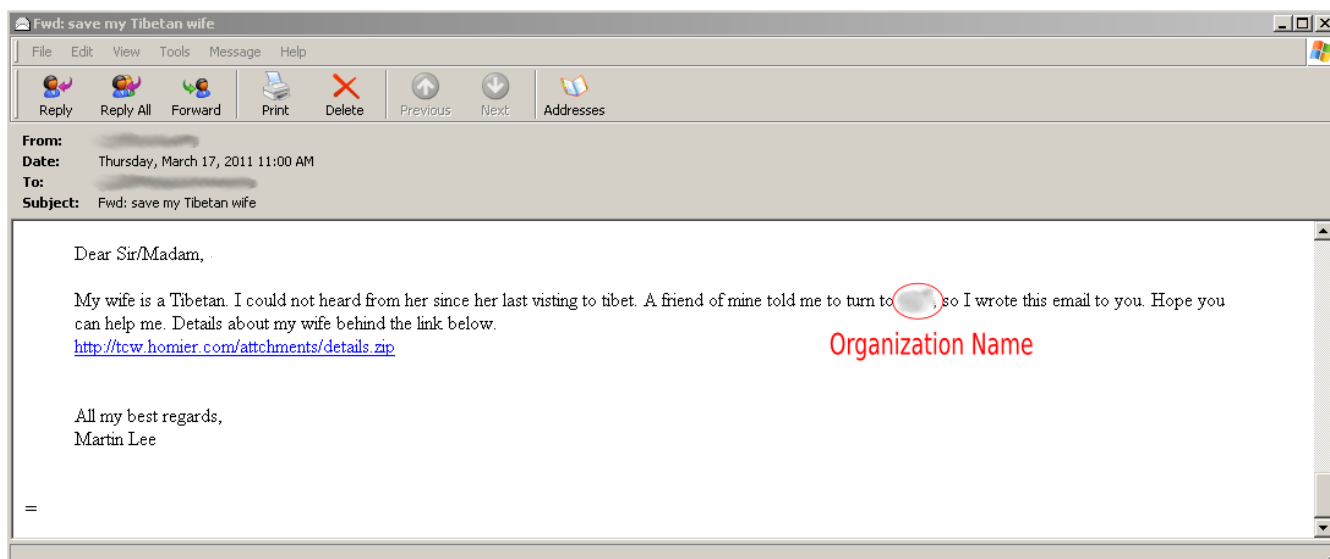 Fwd: save my Tibetan wife
File Edit View Tools Message Help
Reply Reply All Forward Print Delete Previous Next Addresses
From:
Date: Thursday, March 17, 2011 11:00 AM
To:
Subject: Fwd: save my Tibetan wife
Dear Sir/Madam,
My wife is a Tibetan. I could not heard from her since her last visting to tibet. A friend of mine told me to turn to , so I wrote this email to you. Hope you
can help me. Details about my wife behind the link below.
http://tcw.homier.com/attchments/details.zip
Organization Name
All my best regards,
Martin Lee
=